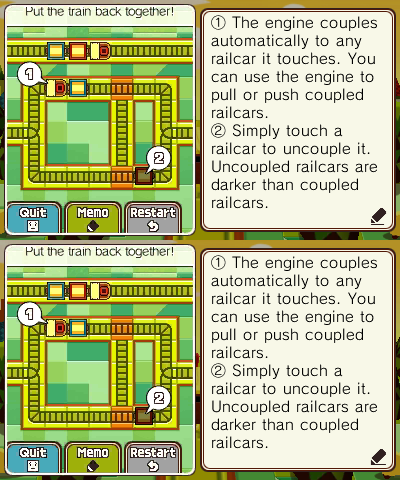 Put the train back together!
1
2
Quit
Memo
Restart
① The engine couples
automatically to any
railcar it touches. You
can use the engine to
pull or push coupled
railcars.
② Simply touch a
railcar to uncouple it.
Uncoupled railcars are
darker than coupled
railcars.
Put the train back together!
1
2
Quit
Memo
Restart
① The engine couples
automatically to any
railcar it touches. You
can use the engine to
pull or push coupled
railcars.
② Simply touch a
railcar to uncouple it.
Uncoupled railcars are
darker than coupled
railcars.